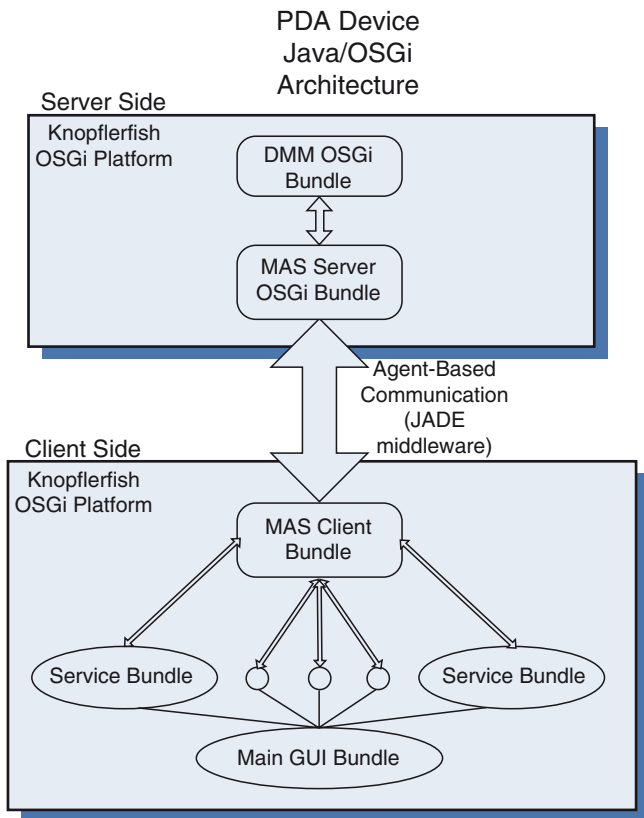 PDA Device
Java/OSGi
Architecture
Server Side
Knopflerfish
OSGi Platform
DMM OSGi
Bundle
MAS Server
OSGi Bundle
Agent-Based
Communication
(JADE
middleware)
Client Side
Knopflerfish
OSGi Platform
MAS Client
Bundle
Service Bundle
Service Bundle
Main GUI Bundle